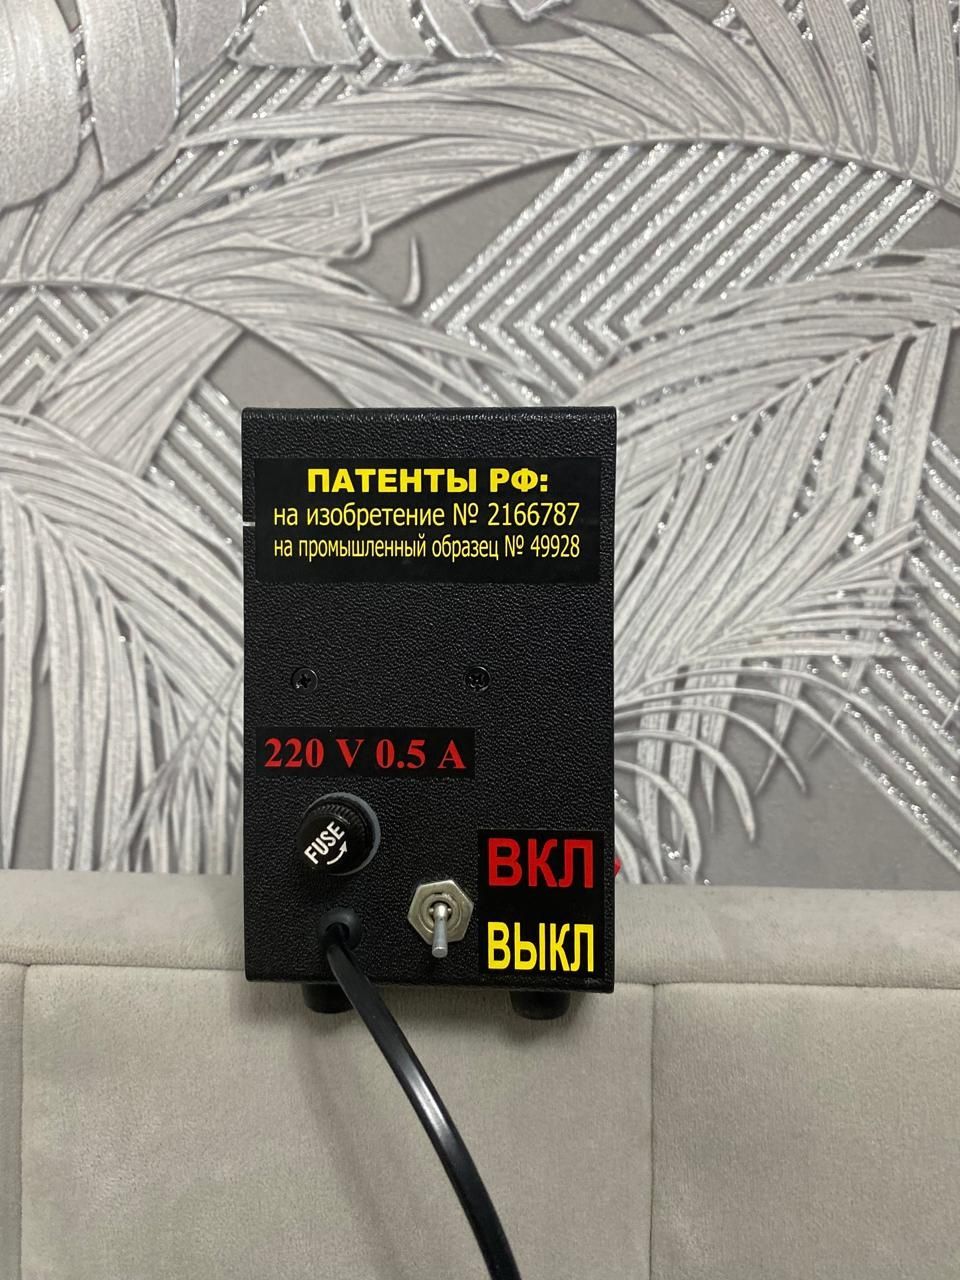 ПАТЕНТЫ РФ:
на изобретение № 2166787
на промышленный образец № 49928
220 V 0.5 A
FUSE
ВКЛ
ВЫКЛ